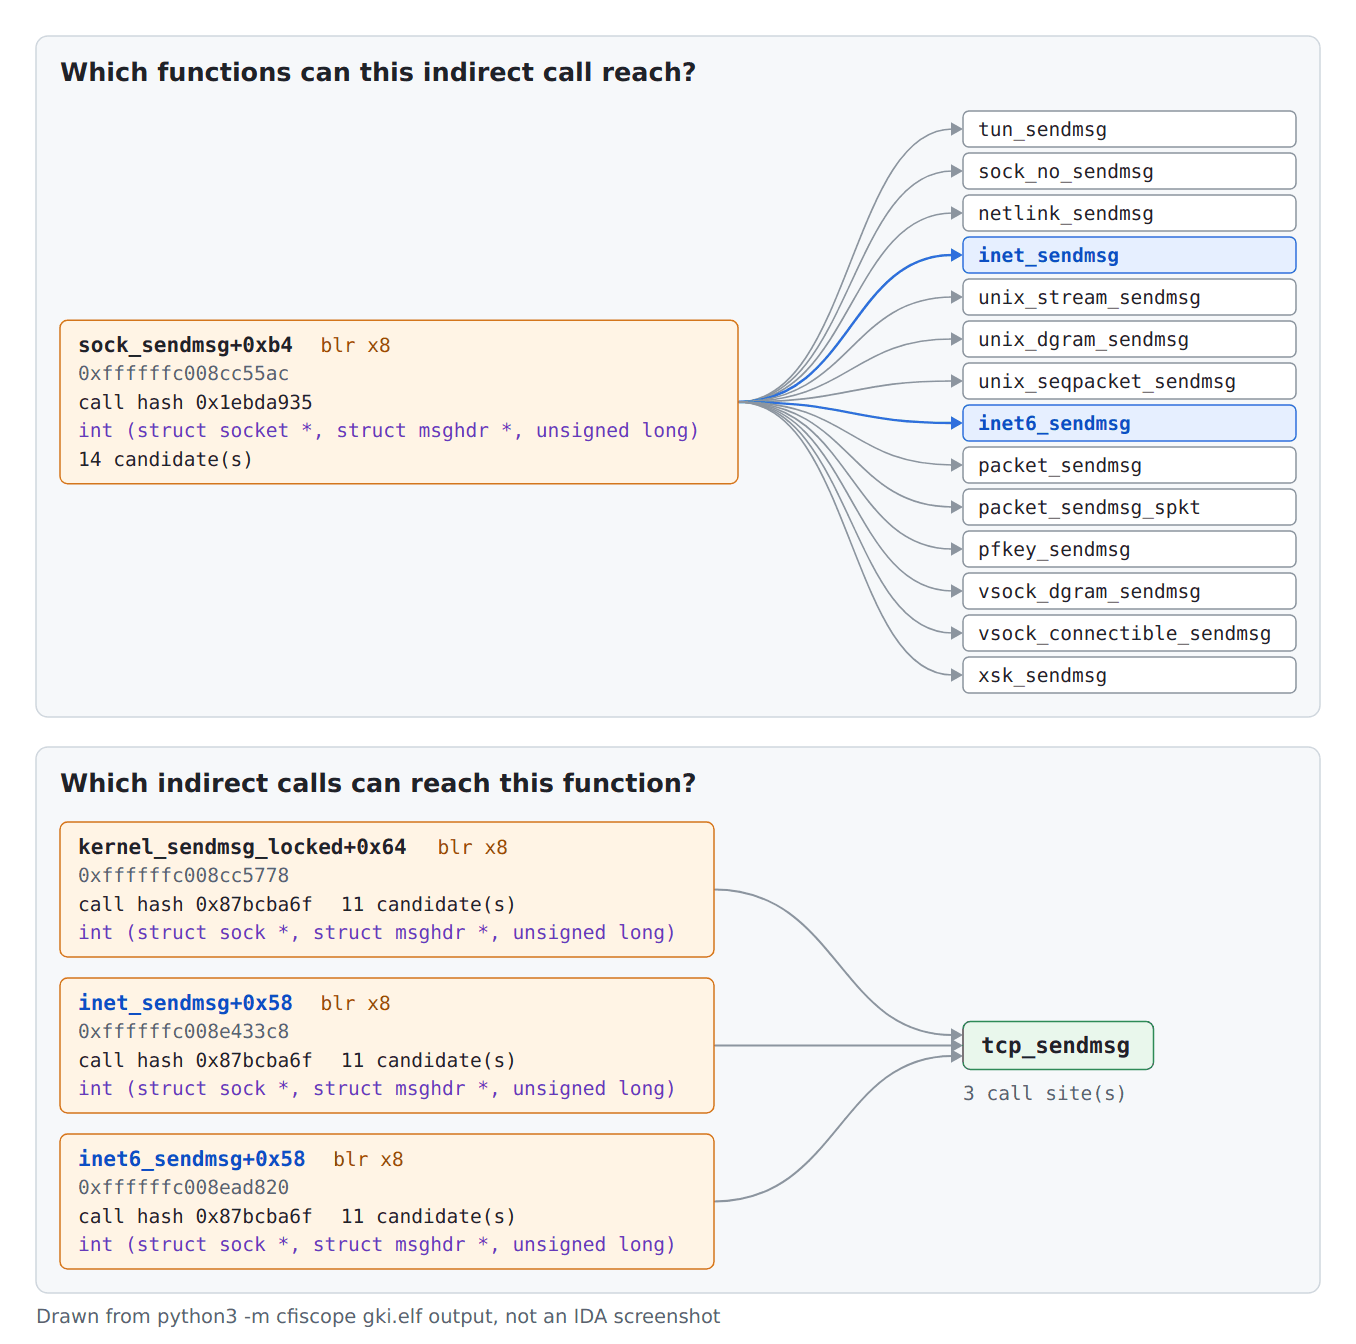 Which functions can this indirect call reach?
sock_sendmsg+0xb4 blr x8
0xffffffc008cc55ac
call hash 0x1ebda935
int (struct socket *, struct msghdr *, unsigned long)
14 candidate(s)
tun_sendmsg
sock_no_sendmsg
netlink_sendmsg
inet_sendmsg
unix_stream_sendmsg
unix_dgram_sendmsg
unix_seqpacket_sendmsg
inet6_sendmsg
packet_sendmsg
packet_sendmsg_spkt
pfkey_sendmsg
vsock_dgram_sendmsg
vsock_connectible_sendmsg
xsk_sendmsg
Which indirect calls can reach this function?
kernel_sendmsg_locked+0x64 blr x8
0xffffffc008cc5778
call hash 0x87bcba6f 11 candidate(s)
int (struct sock *, struct msghdr *, unsigned long)
inet_sendmsg+0x58 blr x8
0xffffffc008e433c8
call hash 0x87bcba6f 11 candidate(s)
int (struct sock *, struct msghdr *, unsigned long)
inet6_sendmsg+0x58 blr x8
0xffffffc008ead820
call hash 0x87bcba6f 11 candidate(s)
int (struct sock *, struct msghdr *, unsigned long)
tcp_sendmsg
3 call site(s)
Drawn from python3 -m cfiscope gki.elf output, not an IDA screenshot